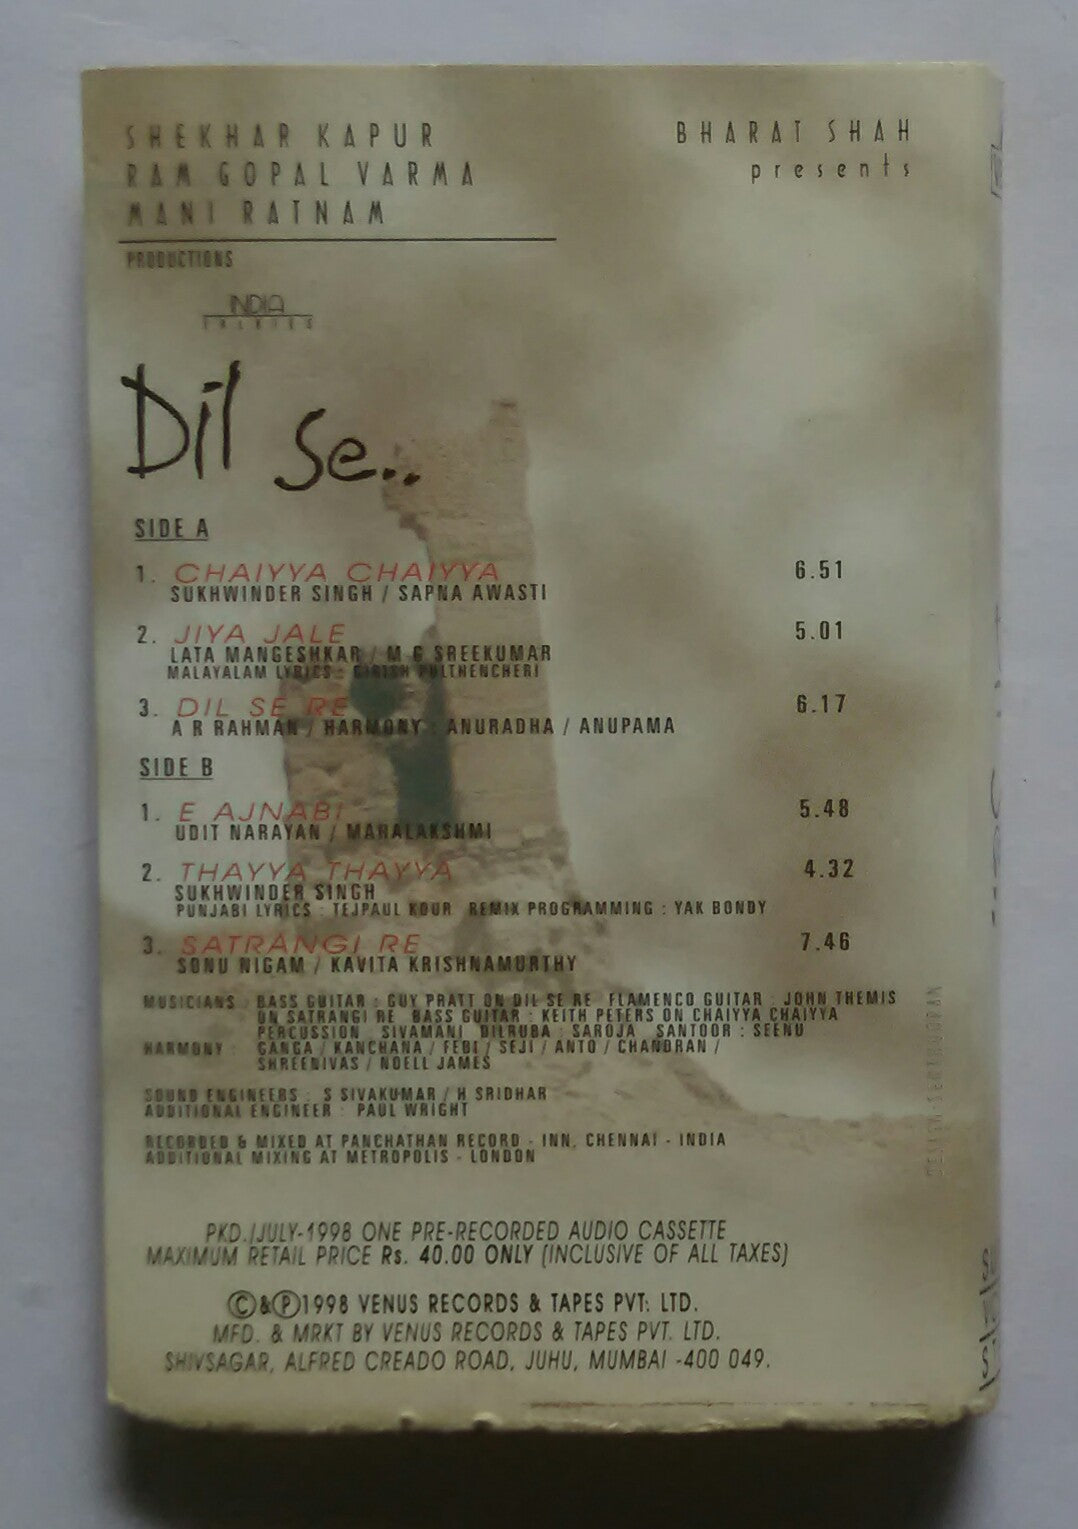 SHEKHAR KAPUR
RAM GOPAL VARMA
MANI RATNAM
PRODUCTIONS
BHARAT SHAH
presents
INDIA
TALKIES
Dil se..
SIDE A
1. CHAIYYA CHAIYYA 6.51
SUKHWINDER SINGH / SAPNA AWASTI
2. JIYA JALE 5.01
LATA MANGESHKAR / M G SREEKUMAR
MALAYALAM LYRICS : GIRISH PULTHENCHERI
3. DIL SE RE 6.17
A R RAHMAN / HARMONY : ANURADHA / ANUPAMA
SIDE B
1. E AJNABI 5.48
UDIT NARAYAN / MAHALAKSHMI
2. THAYYA THAYYA 4.32
SUKHWINDER SINGH
PUNJABI LYRICS : TEJPAUL KOUR REMIX PROGRAMMING : YAK BONDY
3. SATRANGI RE 7.46
SONU NIGAM / KAVITA KRISHNAMURTHY
MUSICIANS : BASS GUITAR : GUY PRATT ON DIL SE RE FLAMENCO GUITAR : JOHN THEMIS
ON SATRANGI RE BASS GUITAR : KEITH PETERS ON CHAIYYA CHAIYYA
PERCUSSION : SIVAMANI DILRUBA : SAROJA SANTOOR : SEENU
HARMONY : GANGA / KANCHANA / FEBI / SEJI / ANTO / CHANDRAN /
SHREENIVAS / NOELL JAMES
SOUND ENGINEERS : S SIVAKUMAR / H SRIDHAR
ADDITIONAL ENGINEER : PAUL WRIGHT
RECORDED & MIXED AT PANCHATHAN RECORD - INN, CHENNAI - INDIA
ADDITIONAL MIXING AT METROPOLIS - LONDON
PKD./JULY-1998 ONE PRE-RECORDED AUDIO CASSETTE
MAXIMUM RETAIL PRICE Rs. 40.00 ONLY (INCLUSIVE OF ALL TAXES)
©&℗1998 VENUS RECORDS & TAPES PVT. LTD.
MFD. & MRKT BY VENUS RECORDS & TAPES PVT. LTD.
SHIVSAGAR, ALFRED CREADO ROAD, JUHU, MUMBAI -400 049.